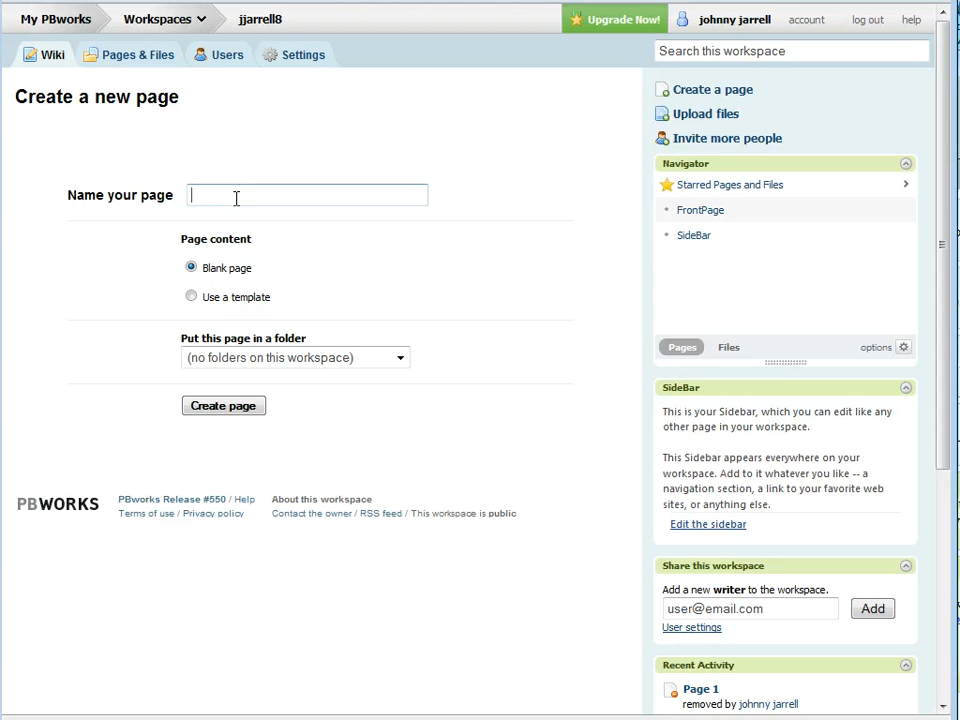 My PBworks Workspaces jjarrell8 Upgrade Now! johnny jarrell account log out help
Wiki Pages & Files Users Settings Search this workspace
Create a new page
Name your page
Page content
Blank page
Use a template
Put this page in a folder
(no folders on this workspace)
Create page
PBWORKS
PBworks Release #550 / Help
Terms of use / Privacy policy
About this workspace
Contact the owner / RSS feed / This workspace is public
Create a page
Upload files
Invite more people
Navigator
Starred Pages and Files
FrontPage
SideBar
Pages Files options
SideBar
This is your Sidebar, which you can edit like any
other page in your workspace.
This Sidebar appears everywhere on your
workspace. Add to it whatever you like -- a
navigation section, a link to your favorite web
sites, or anything else.
Edit the sidebar
Share this workspace
Add a new writer to the workspace.
user@email.com Add
User settings
Recent Activity
Page 1
removed by johnny jarrell